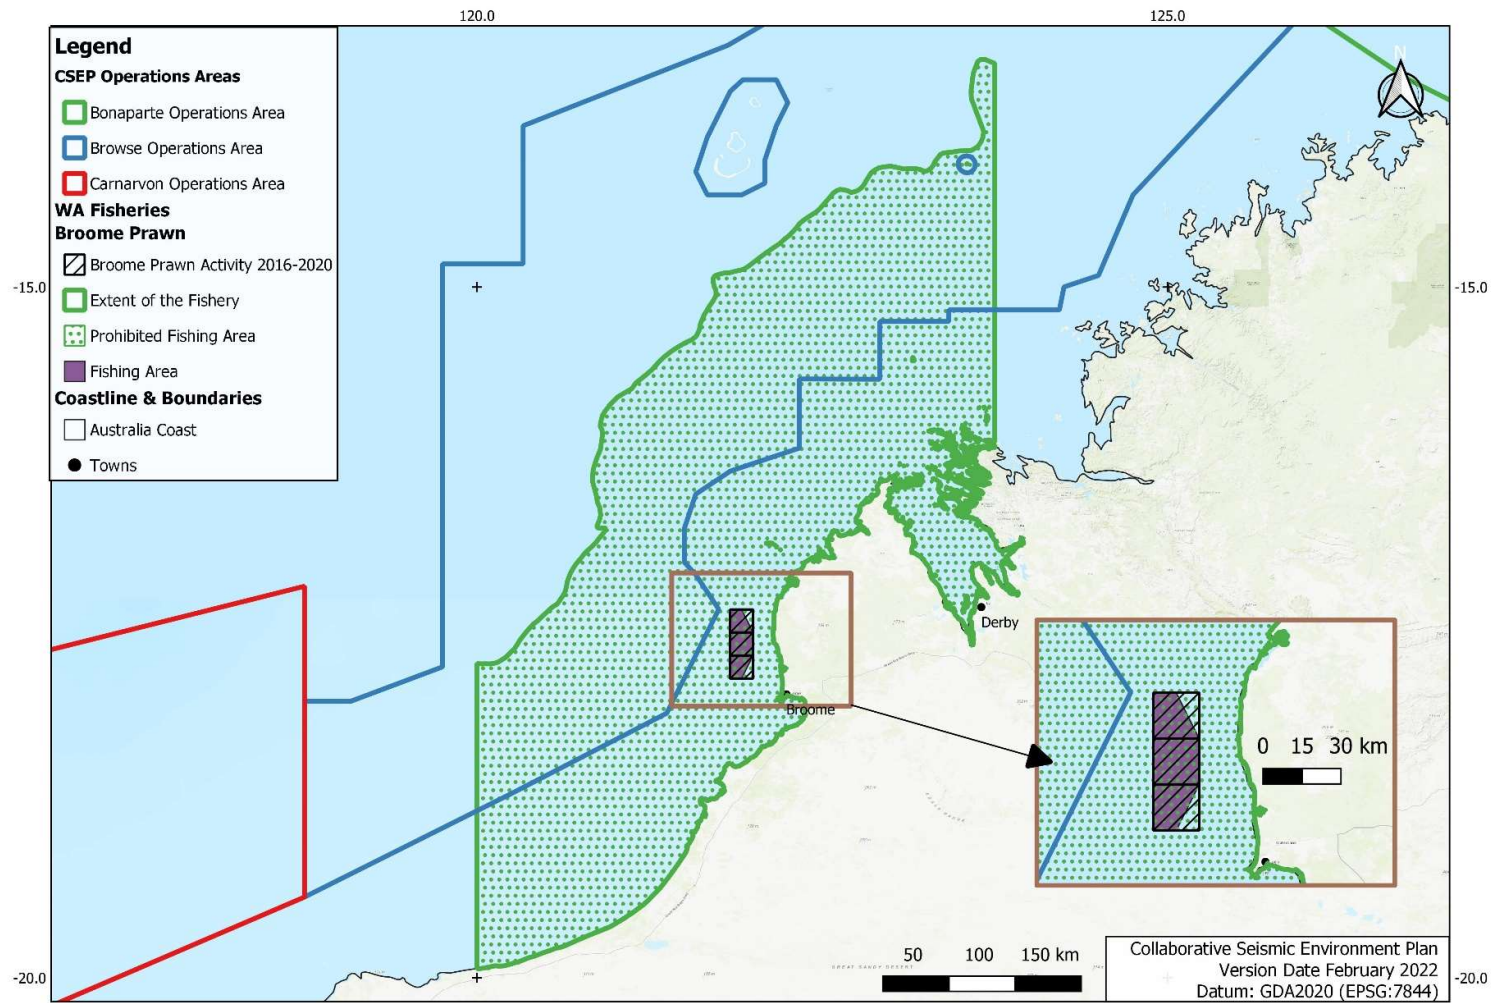 120.0
125.0
Legend
CSEP Operations Areas
Bonaparte Operations Area
Browse Operations Area
Carnarvon Operations Area
WA Fisheries
Broome Prawn
Broome Prawn Activity 2016-2020
Extent of the Fishery
Prohibited Fishing Area
Fishing Area
Coastline & Boundaries
Australia Coast
Towns
N
-15.0
-15.0
Derby
Broome
0 15 30 km
50 100 150 km
GREAT SANDY DESERT
-20.0
-20.0
Collaborative Seismic Environment Plan
Version Date February 2022
Datum: GDA2020 (EPSG:7844)